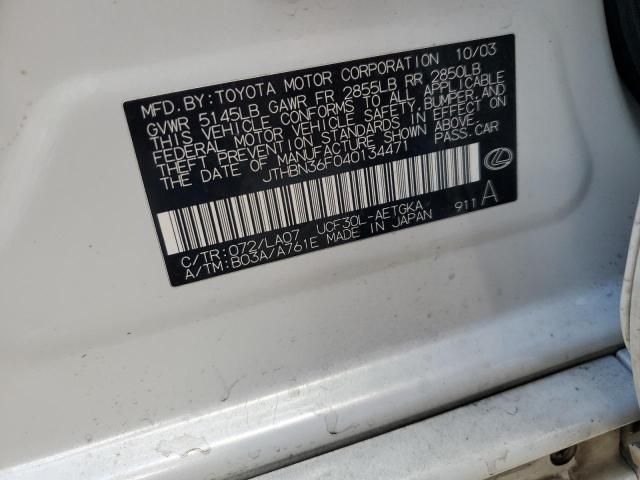 MFD. BY: TOYOTA MOTOR CORPORATION 10/03
GVWR 5145LB GAWR FR 2855LB RR 2850LB
THIS VEHICLE CONFORMS TO ALL APPLICABLE
FEDERAL MOTOR VEHICLE SAFETY, BUMPER, AND
THEFT PREVENTION STANDARDS IN EFFECT ON
THE DATE OF MANUFACTURE SHOWN ABOVE.
JTHBN36F040134471 PASS. CAR
C/TR: 072/LA07 UCF30L-AETGKA 911 A
A/TM: B03A/A761E MADE IN JAPAN